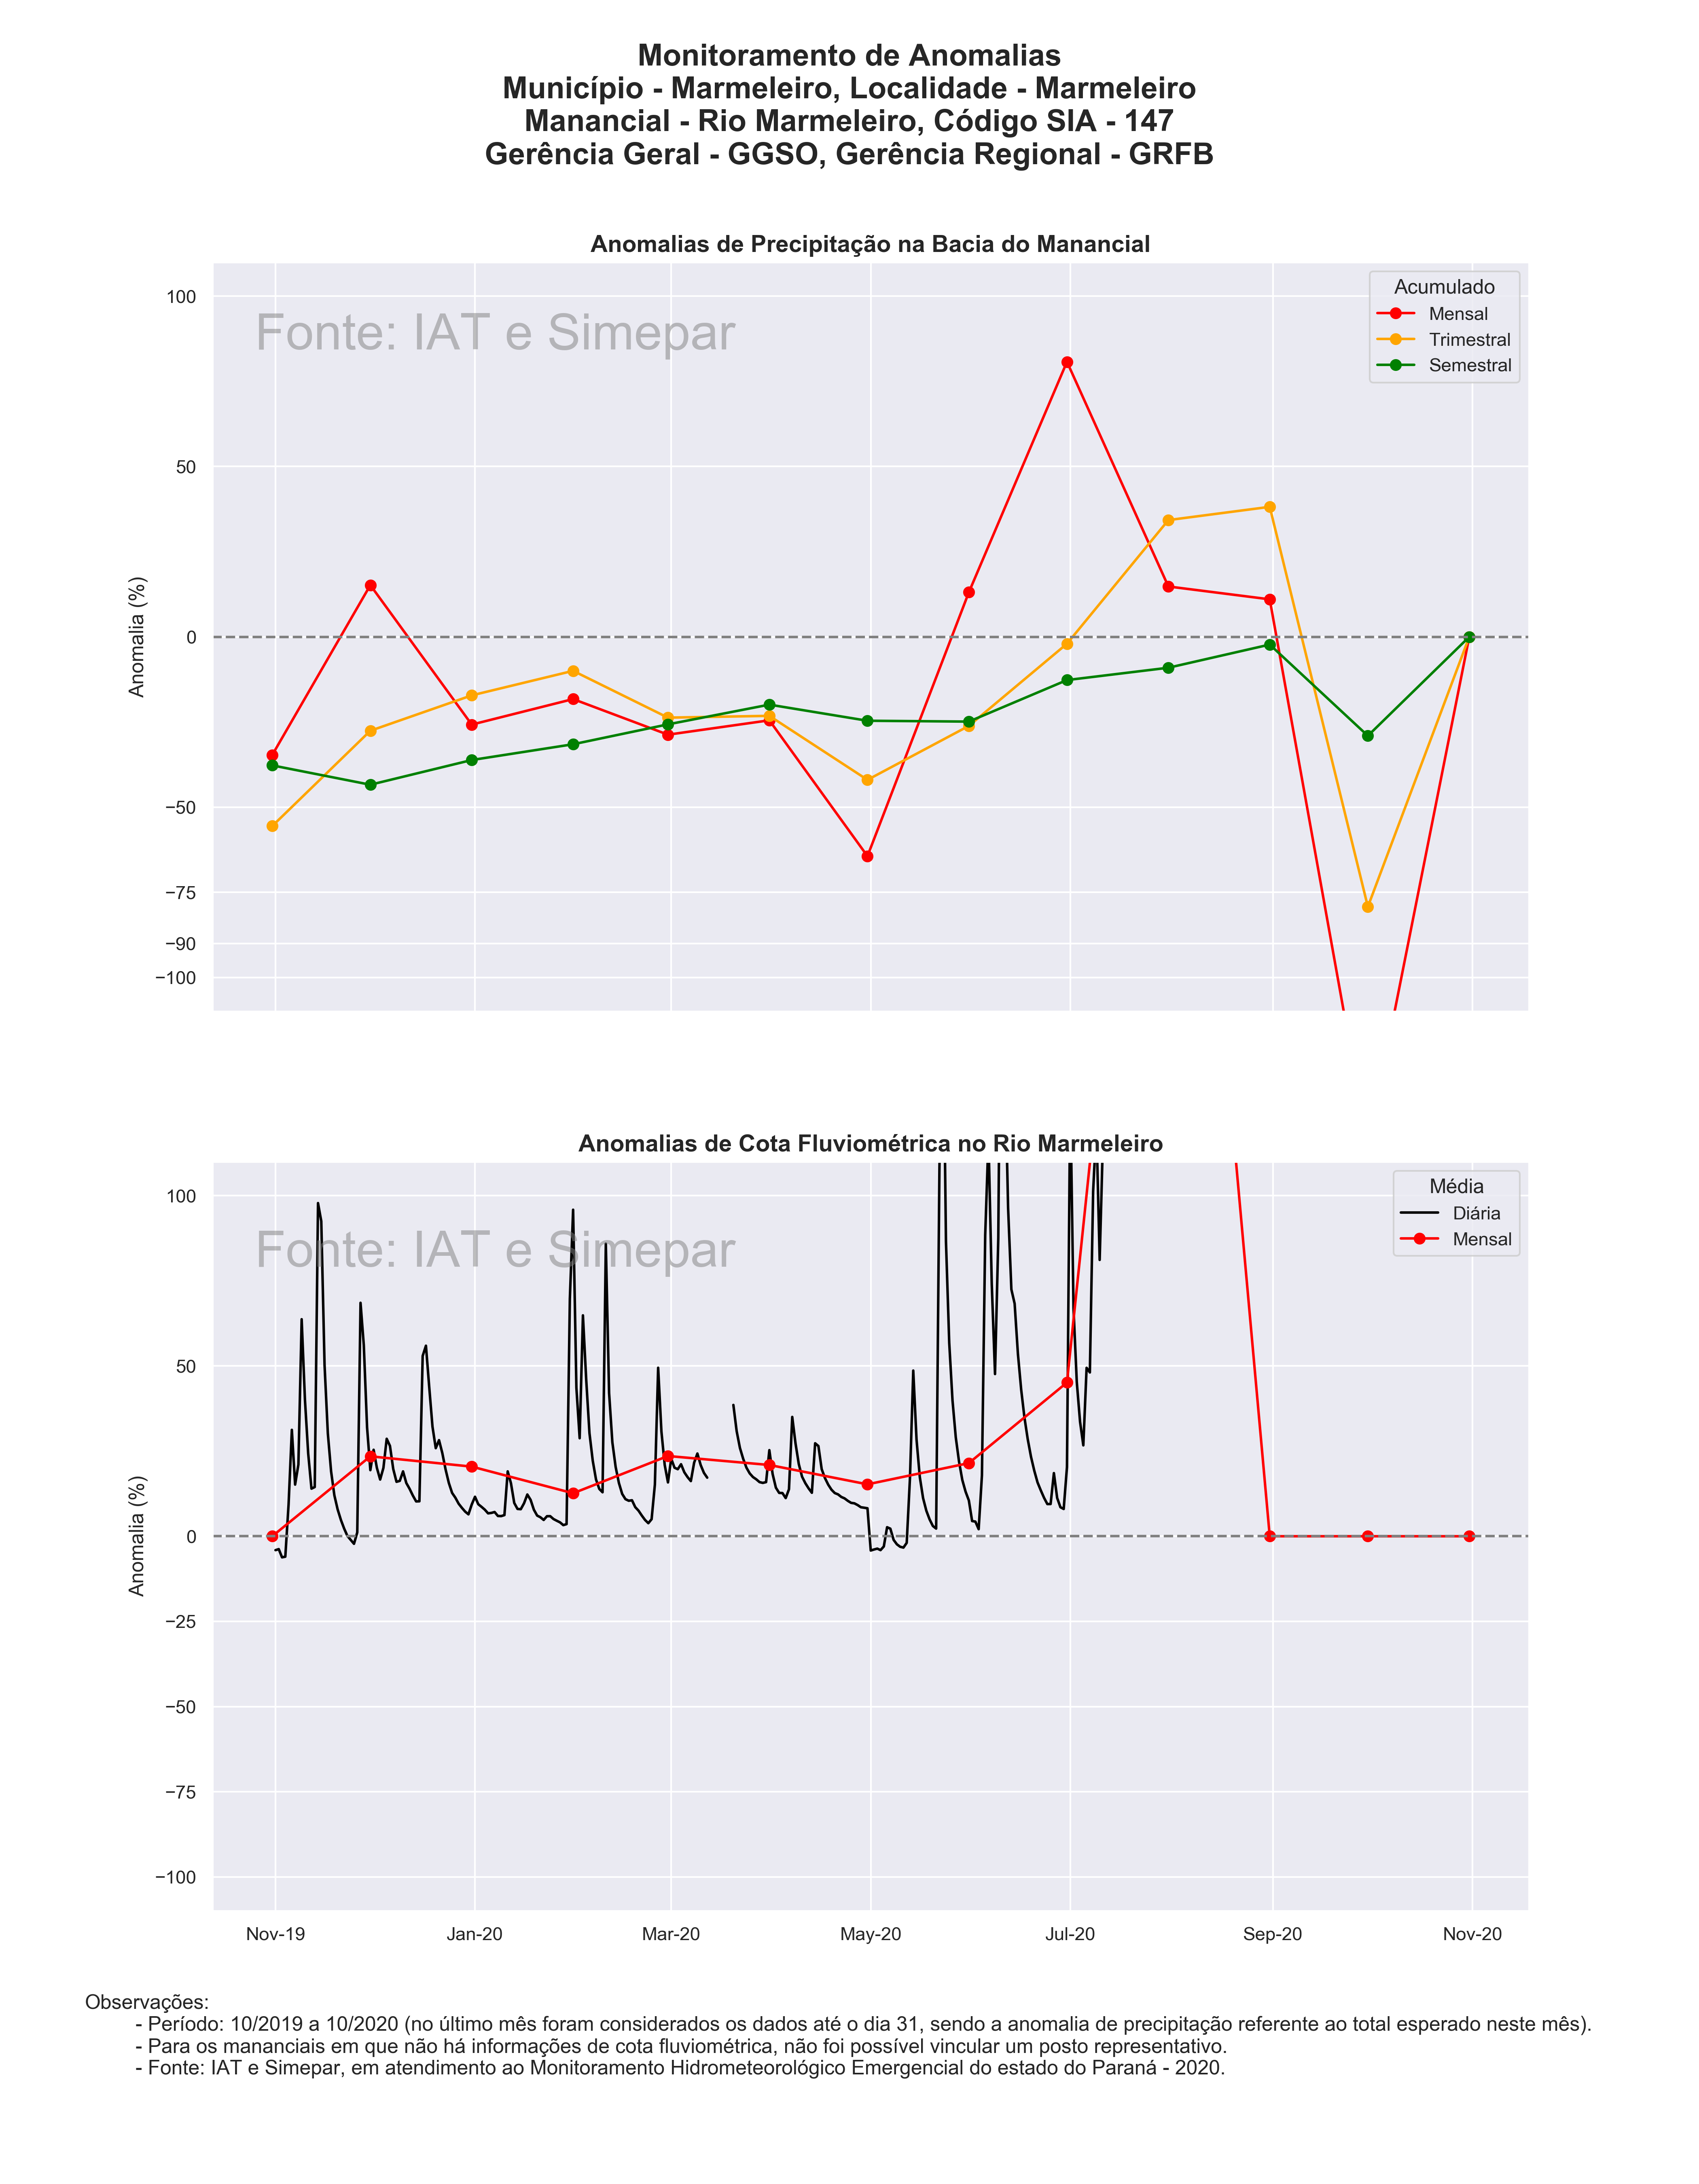 Monitoramento de Anomalias
Município - Marmeleiro, Localidade - Marmeleiro
Manancial - Rio Marmeleiro, Código SIA - 147
Gerência Geral - GGSO, Gerência Regional - GRFB
Anomalias de Precipitação na Bacia do Manancial
Fonte: IAT e Simepar
Acumulado
Mensal
Trimestral
Semestral
Anomalia (%)
100
50
0
−50
−75
−90
−100
Anomalias de Cota Fluviométrica no Rio Marmeleiro
Fonte: IAT e Simepar
Média
Diária
Mensal
Anomalia (%)
100
50
0
−25
−50
−75
−100
Nov-19 Jan-20 Mar-20 May-20 Jul-20 Sep-20 Nov-20
Observações:
- Período: 10/2019 a 10/2020 (no último mês foram considerados os dados até o dia 31, sendo a anomalia de precipitação referente ao total esperado neste mês).
- Para os mananciais em que não há informações de cota fluviométrica, não foi possível vincular um posto representativo.
- Fonte: IAT e Simepar, em atendimento ao Monitoramento Hidrometeorológico Emergencial do estado do Paraná - 2020.